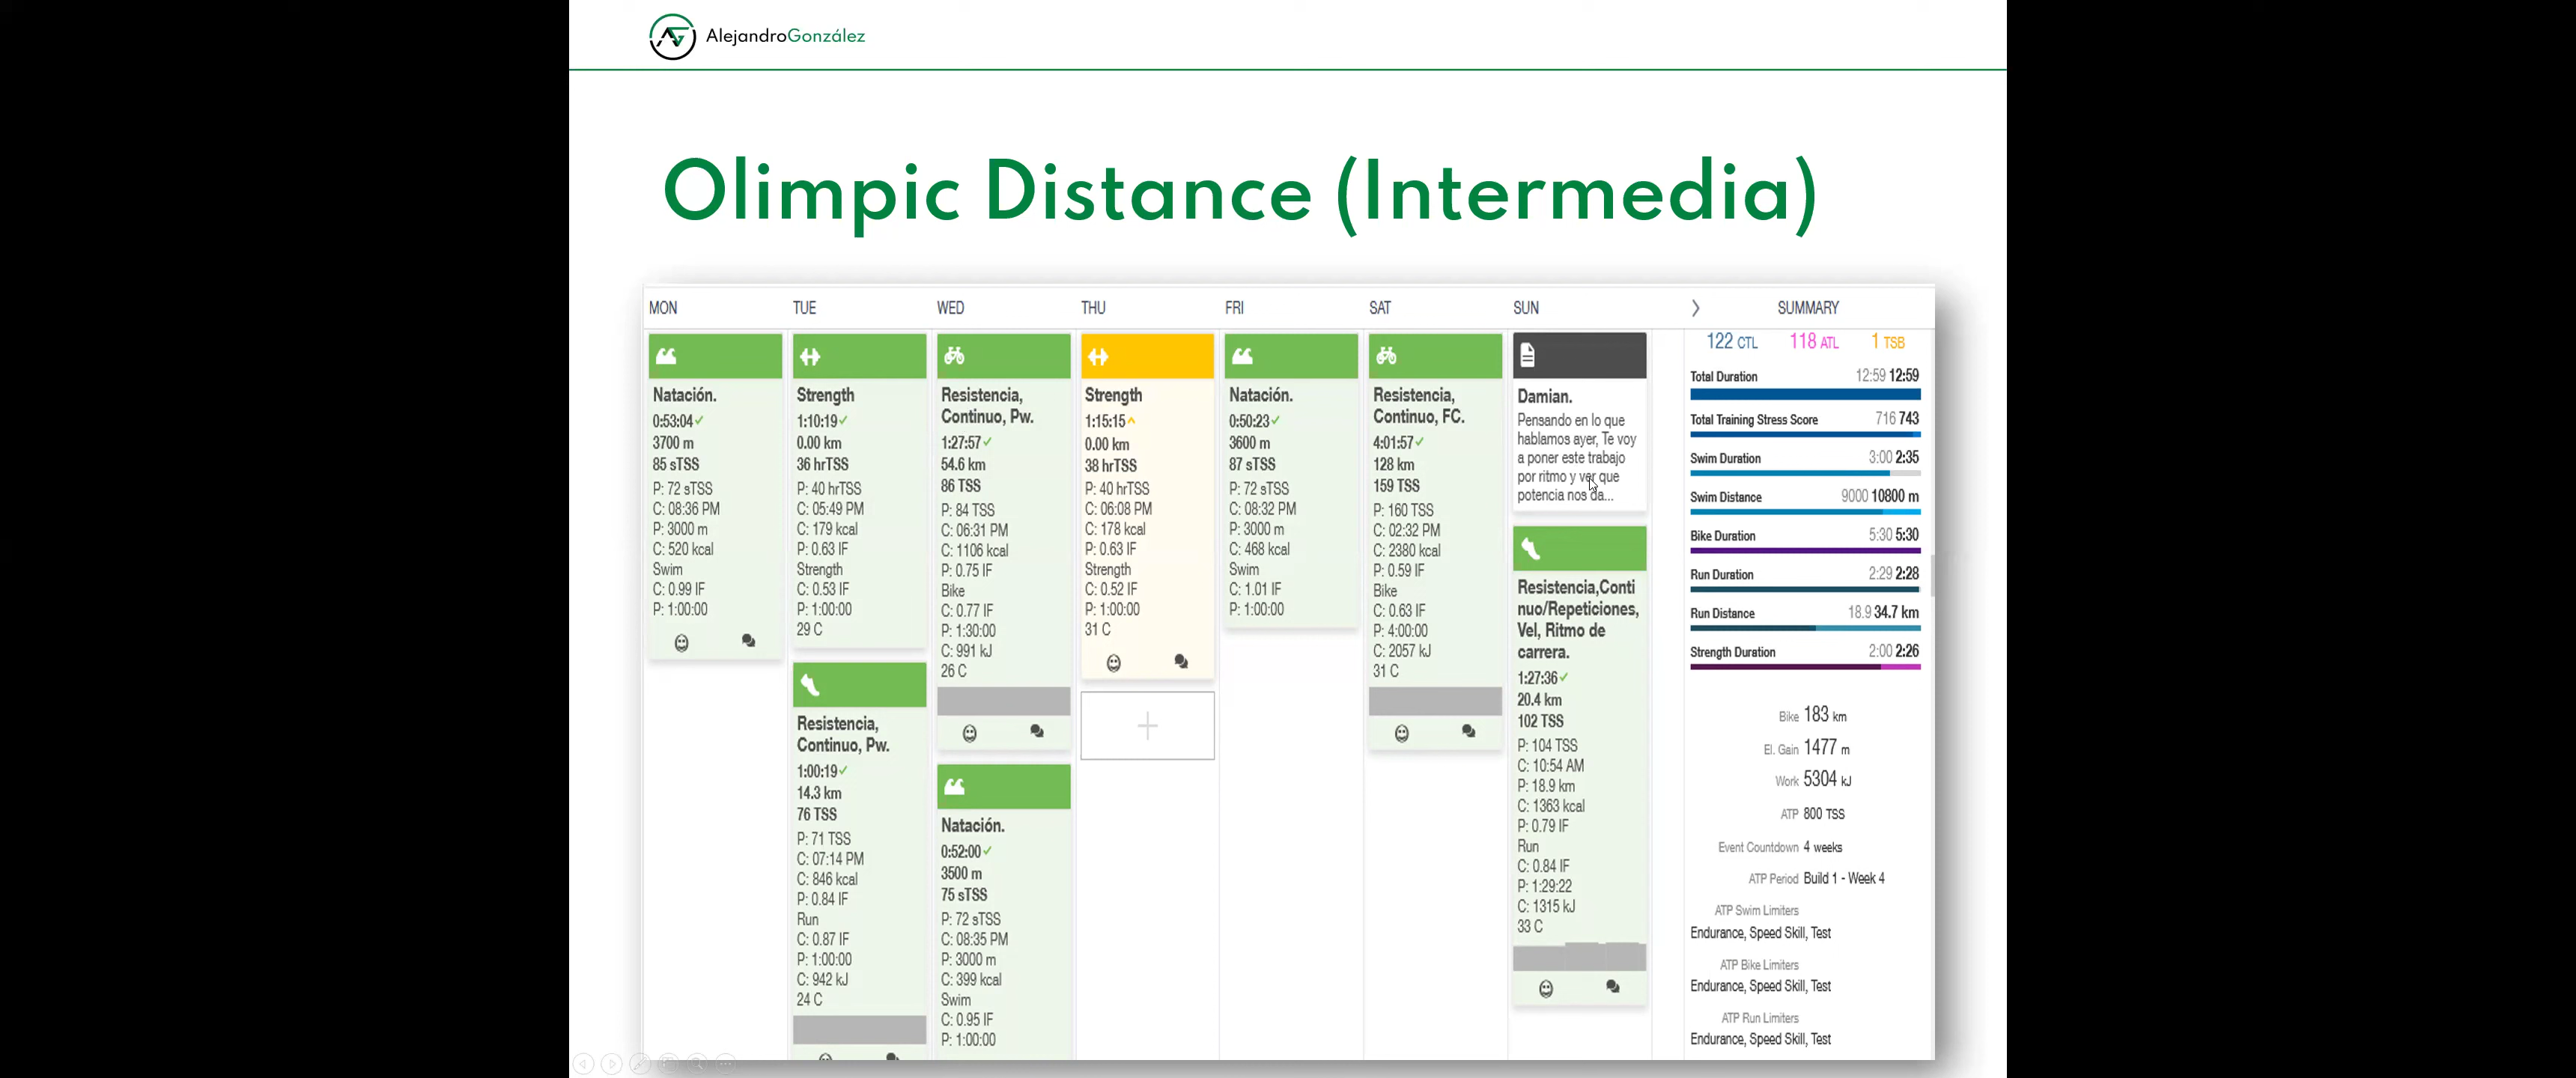 AlejandroGonzález
Olimpic Distance (Intermedia)
MON
TUE
WED
THU
FRI
SAT
SUN
SUMMARY
Natación.
0:53:04
3700 m
85 sTSS
P: 72 sTSS
C: 08:36 PM
P: 3000 m
C: 520 kcal
Swim
C: 0.99 IF
P: 1:00:00
Strength
1:10:19
0.00 km
36 hrTSS
P: 40 hrTSS
C: 05:49 PM
C: 179 kcal
P: 0.63 IF
Strength
C: 0.53 IF
P: 1:00:00
29 C
Resistencia,
Continuo, Pw.
1:00:19
14.3 km
76 TSS
P: 71 TSS
C: 07:14 PM
C: 846 kcal
P: 0.84 IF
Run
C: 0.87 IF
P: 1:00:00
C: 942 kJ
24 C
Resistencia,
Continuo, Pw.
1:27:57
54.6 km
86 TSS
P: 84 TSS
C: 06:31 PM
C: 1106 kcal
P: 0.75 IF
Bike
C: 0.77 IF
P: 1:30:00
C: 991 kJ
26 C
Natación.
0:52:00
3500 m
75 sTSS
P: 72 sTSS
C: 08:35 PM
P: 3000 m
C: 399 kcal
Swim
C: 0.95 IF
P: 1:00:00
Strength
1:15:15
0.00 km
38 hrTSS
P: 40 hrTSS
C: 06:08 PM
C: 178 kcal
P: 0.63 IF
Strength
C: 0.52 IF
P: 1:00:00
31 C
Natación.
0:50:23
3600 m
87 sTSS
P: 72 sTSS
C: 08:32 PM
P: 3000 m
C: 468 kcal
Swim
C: 1.01 IF
P: 1:00:00
Resistencia,
Continuo, FC.
4:01:57
128 km
159 TSS
P: 160 TSS
C: 02:32 PM
C: 2380 kcal
P: 0.59 IF
Bike
C: 0.63 IF
P: 4:00:00
C: 2057 kJ
31 C
Damian.
Pensando en lo que
hablamos ayer, Te voy
a poner este trabajo
por ritmo y ver que
potencia nos da...
Resistencia,Conti
nuo/Repeticiones,
Vel, Ritmo de
carrera.
1:27:36
20.4 km
102 TSS
P: 104 TSS
C: 10:54 AM
P: 18.9 km
C: 1363 kcal
P: 0.79 IF
Run
C: 0.84 IF
P: 1:29:22
C: 1315 kJ
33 C
122 CTL 118 ATL 1 TSB
Total Duration 12:59 12:59
Total Training Stress Score 716 743
Swim Duration 3:00 2:35
Swim Distance 9000 10800 m
Bike Duration 5:30 5:30
Run Duration 2:29 2:28
Run Distance 18.9 34.7 km
Strength Duration 2:00 2:26
Bike 183 km
El. Gain 1477 m
Work 5304 kJ
ATP 800 TSS
Event Countdown 4 weeks
ATP Period Build 1 - Week 4
ATP Swim Limiters
Endurance, Speed Skill, Test
ATP Bike Limiters
Endurance, Speed Skill, Test
ATP Run Limiters
Endurance, Speed Skill, Test